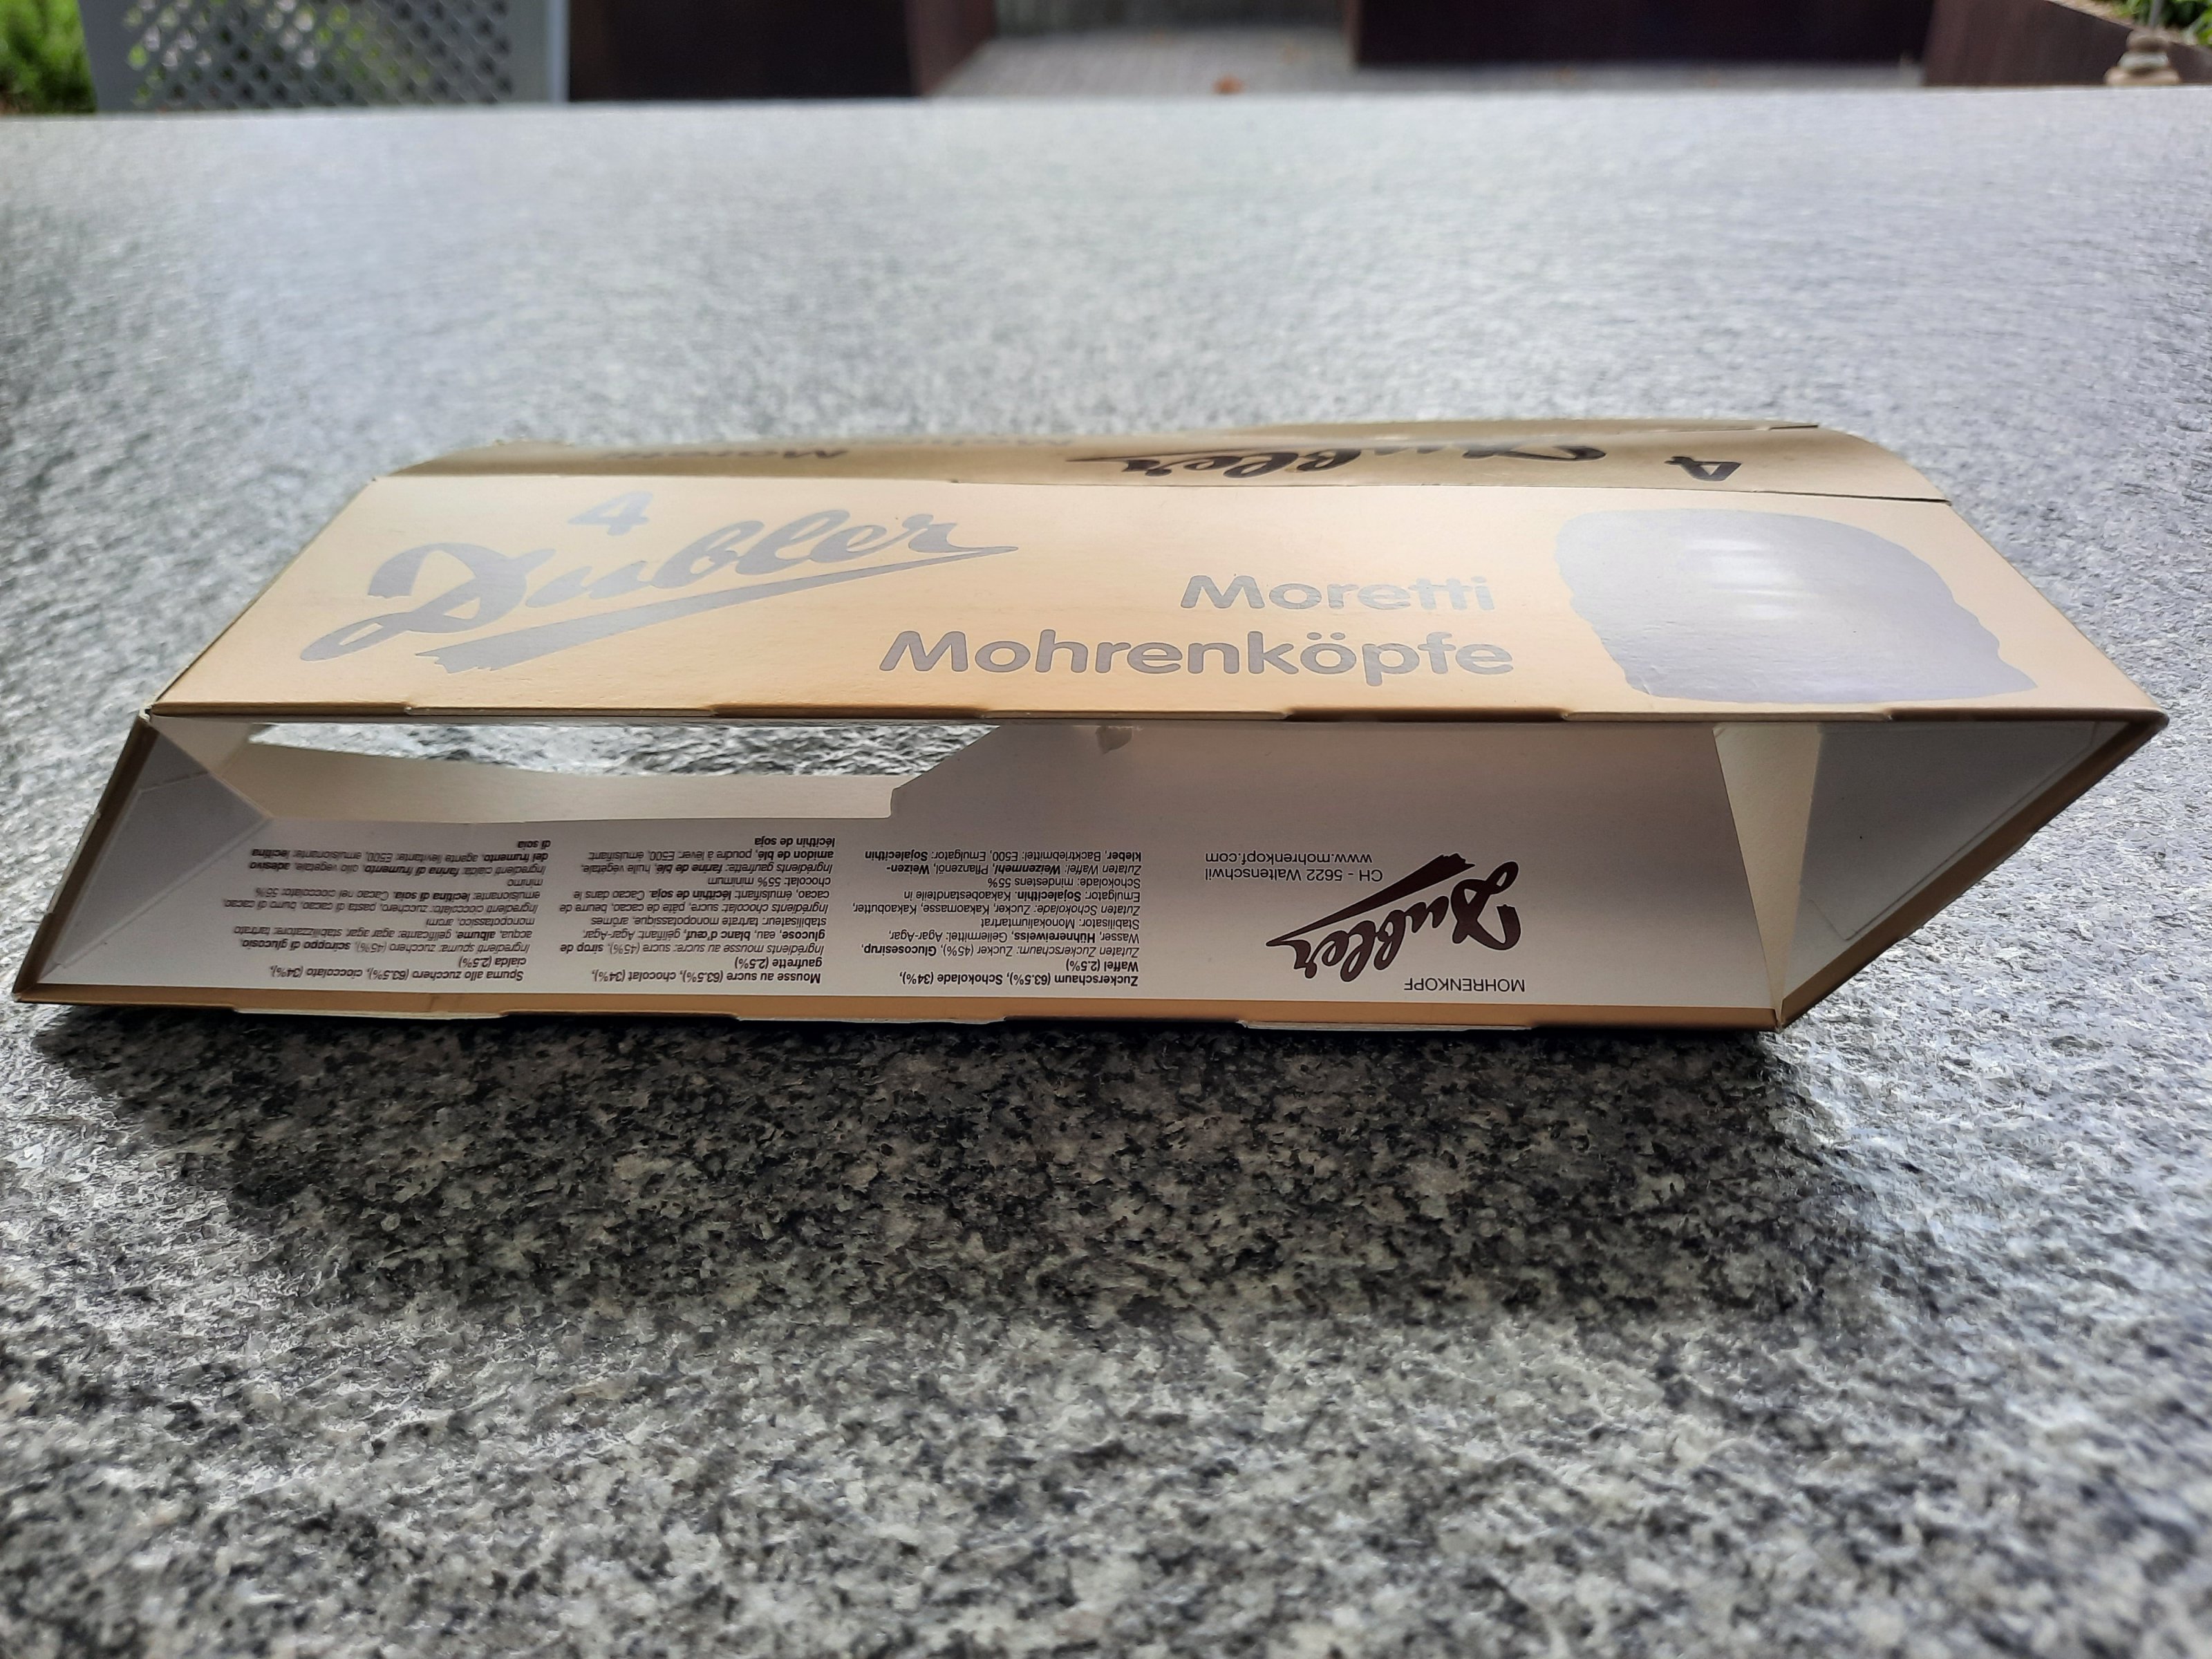 4
Dubler
Moretti
Mohrenköpfe
4
Dubler
Moretti
MOHRENKOPF
Dubler
CH - 5622 Waltenschwil
www.mohrenkopf.com
Zuckerschaum (63.5%), Schokolade (34%),
Waffel (2.5%)
Zutaten Zuckerschaum: Zucker (45%), Glucosesirup,
Wasser, Hühnereiweiss, Geliermittel: Agar-Agar,
Stabilisator: Monokaliumtartrat
Zutaten Schokolade: Zucker, Kakaomasse, Kakaobutter,
Emulgator: Sojalecithin. Kakaobestandteile in
Schokolade: mindestens 55%
Zutaten Waffel: Weizenmehl, Pflanzenöl, Weizen-
kleber, Backtriebmittel: E500, Emulgator: Sojalecithin
Mousse au sucre (63.5%), chocolat (34%),
gaufrette (2.5%)
Ingrédients mousse au sucre: sucre (45%), sirop de
glucose, eau, blanc d'oeuf, gélifiant: Agar-Agar,
stabilisateur: tartrate monopotassique, arômes
Ingrédients chocolat: sucre, pâte de cacao, beurre de
cacao, émulsifiant: lécithin de soja, Cacao dans le
chocolat: 55% minimum
Ingrédients gaufrette: farine de blé, huile végétale,
amidon de blé, poudre à lever: E500, émulsifiant:
lécithin de soja
Spuma allo zucchero (63.5%), cioccolato (34%),
cialda (2.5%)
Ingredienti spuma: zucchero (45%), sciroppo di glucosio,
acqua, albume, gelificante: agar agar, stabilizzatore: tartrato
monopotassico, aromi
Ingredienti cioccolato: zucchero, pasta di cacao, burro di cacao,
emulsionante: lecitina di soia, Cacao nel cioccolato: 55%
minimo
Ingredienti cialda: farina di frumento, olio vegetale, adesivo
del frumento, agente lievitante: E500, emulsionante: lecitina
di soia